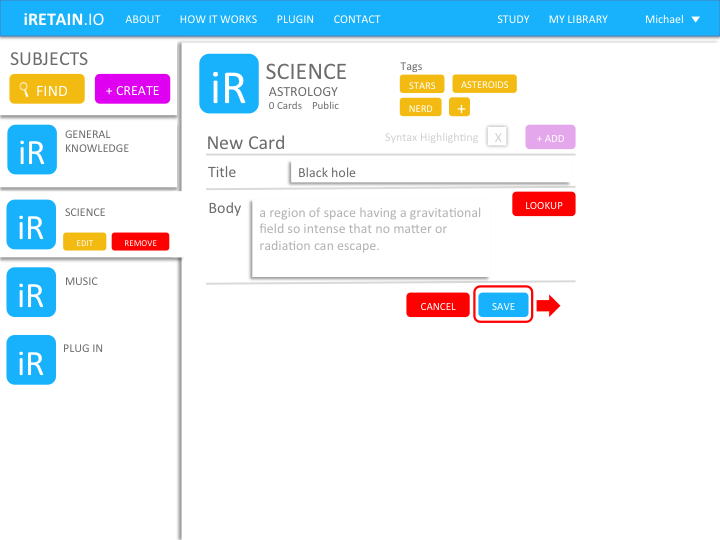 iRETAIN.IO ABOUT HOW IT WORKS PLUGIN CONTACT STUDY MY LIBRARY Michael
SUBJECTS
FIND + CREATE
iR GENERAL
KNOWLEDGE
iR SCIENCE
EDIT REMOVE
iR MUSIC
iR PLUG IN
iR SCIENCE
ASTROLOGY
0 Cards Public
Tags
STARS ASTEROIDS
NERD +
New Card Syntax Highlighting X + ADD
Title Black hole
Body a region of space having a gravitational
field so intense that no matter or
radiation can escape.
LOOKUP
CANCEL SAVE